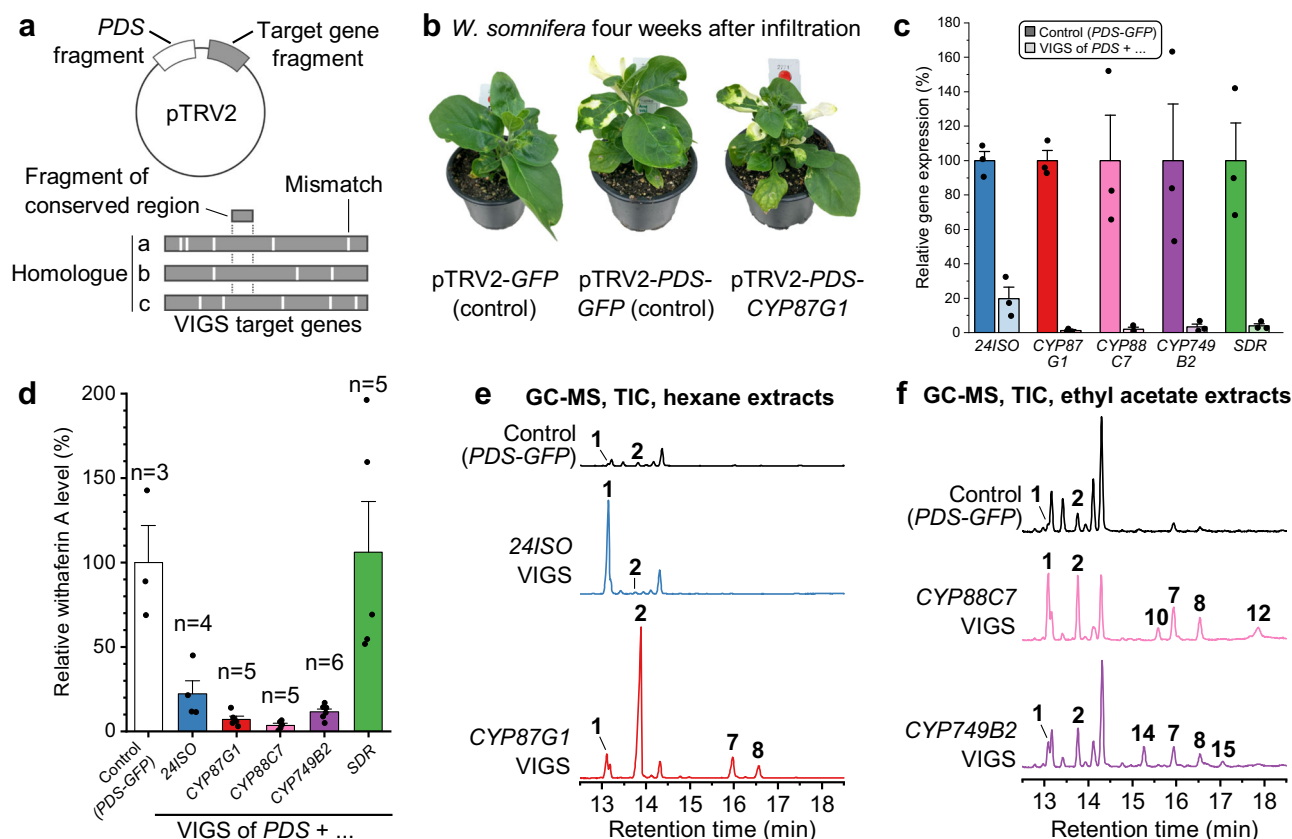 a
PDS
fragment
Target gene
fragment
pTRV2
Fragment of
conserved region
Mismatch
Homologue
a
b
c
VIGS target genes
b
W. somnifera four weeks after infiltration
pTRV2-GFP
(control)
pTRV2-PDS-
GFP (control)
pTRV2-PDS-
CYP87G1
c
Control (PDS-GFP)
VIGS of PDS + ...
Relative gene expression (%)
180
160
140
120
100
80
60
40
20
0
24ISO
CYP87
G1
CYP88
C7
CYP749
B2
SDR
d
Relative withaferin A level (%)
200
150
100
50
0
n=3
n=4
n=5
n=5
n=6
n=5
Control
(PDS-GFP)
24ISO
CYP87G1
CYP88C7
CYP749B2
SDR
VIGS of PDS + ...
e
GC-MS, TIC, hexane extracts
Control
(PDS-GFP)
1
2
24ISO
VIGS
1
2
CYP87G1
VIGS
1
2
7
8
13 14 15 16 17 18
Retention time (min)
f
GC-MS, TIC, ethyl acetate extracts
Control
(PDS-GFP)
1
2
CYP88C7
VIGS
1
2
10
7
8
12
CYP749B2
VIGS
1
2
14
7
8
15
13 14 15 16 17 18
Retention time (min)